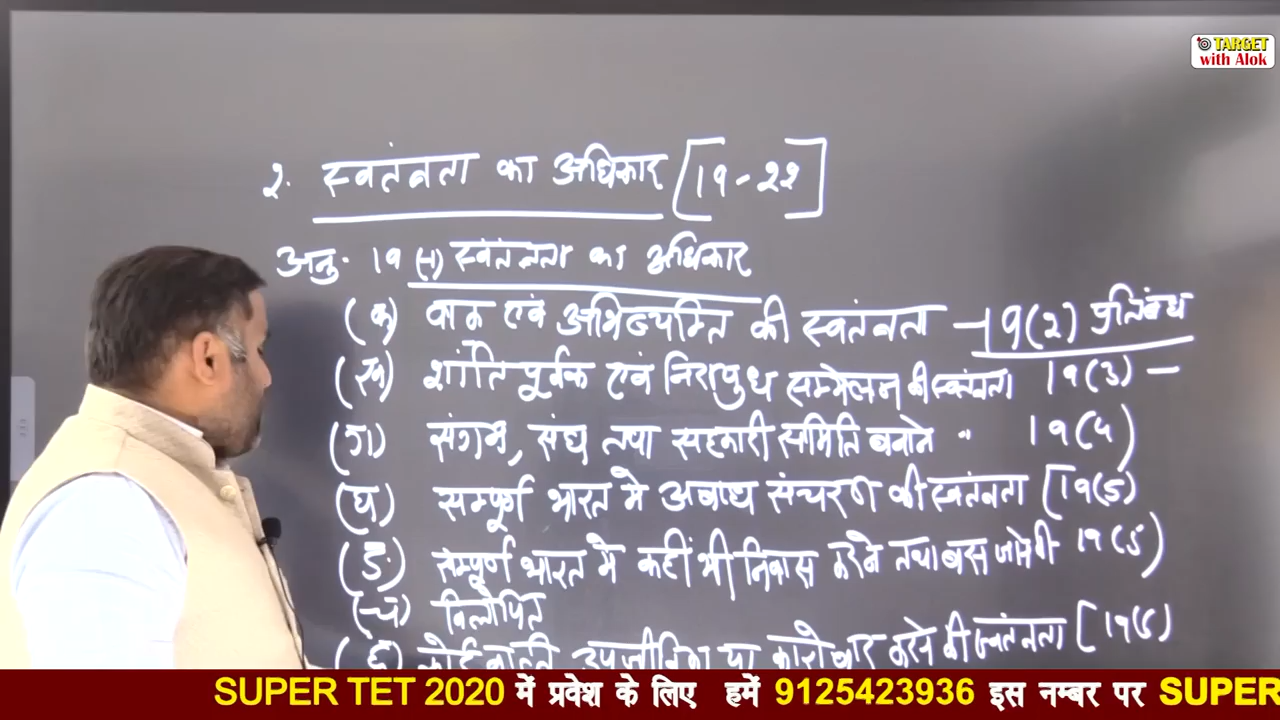 TARGET
with Alok
२. स्वतंत्रता का अधिकार [19-22]
अनु. 19 (1) स्वतंत्रता का अधिकार
(क) वाक एवं अभिव्यक्ति की स्वतंत्रता - 19(2) प्रतिबंध
(ख) शांति पूर्वक एवं निरायुध सम्मेलन की स्वतंत्रता 19(3) —
(ग) संगम, संघ तथा सहकारी समिति बनाने " 19(4)
(घ) सम्पूर्ण भारत मे अबाध संचरण की स्वतंत्रता [19(5)
(ङ) सम्पूर्ण भारत मे कहीं भी निवास करने तथा बस जाने की 19(5)
(च) विलोपित
(छ) कोई वृत्ति उपजीविका या कारोबार करने की स्वतंत्रता [19(6)
SUPER TET 2020 में प्रवेश के लिए हमें 9125423936 इस नम्बर पर SUPER